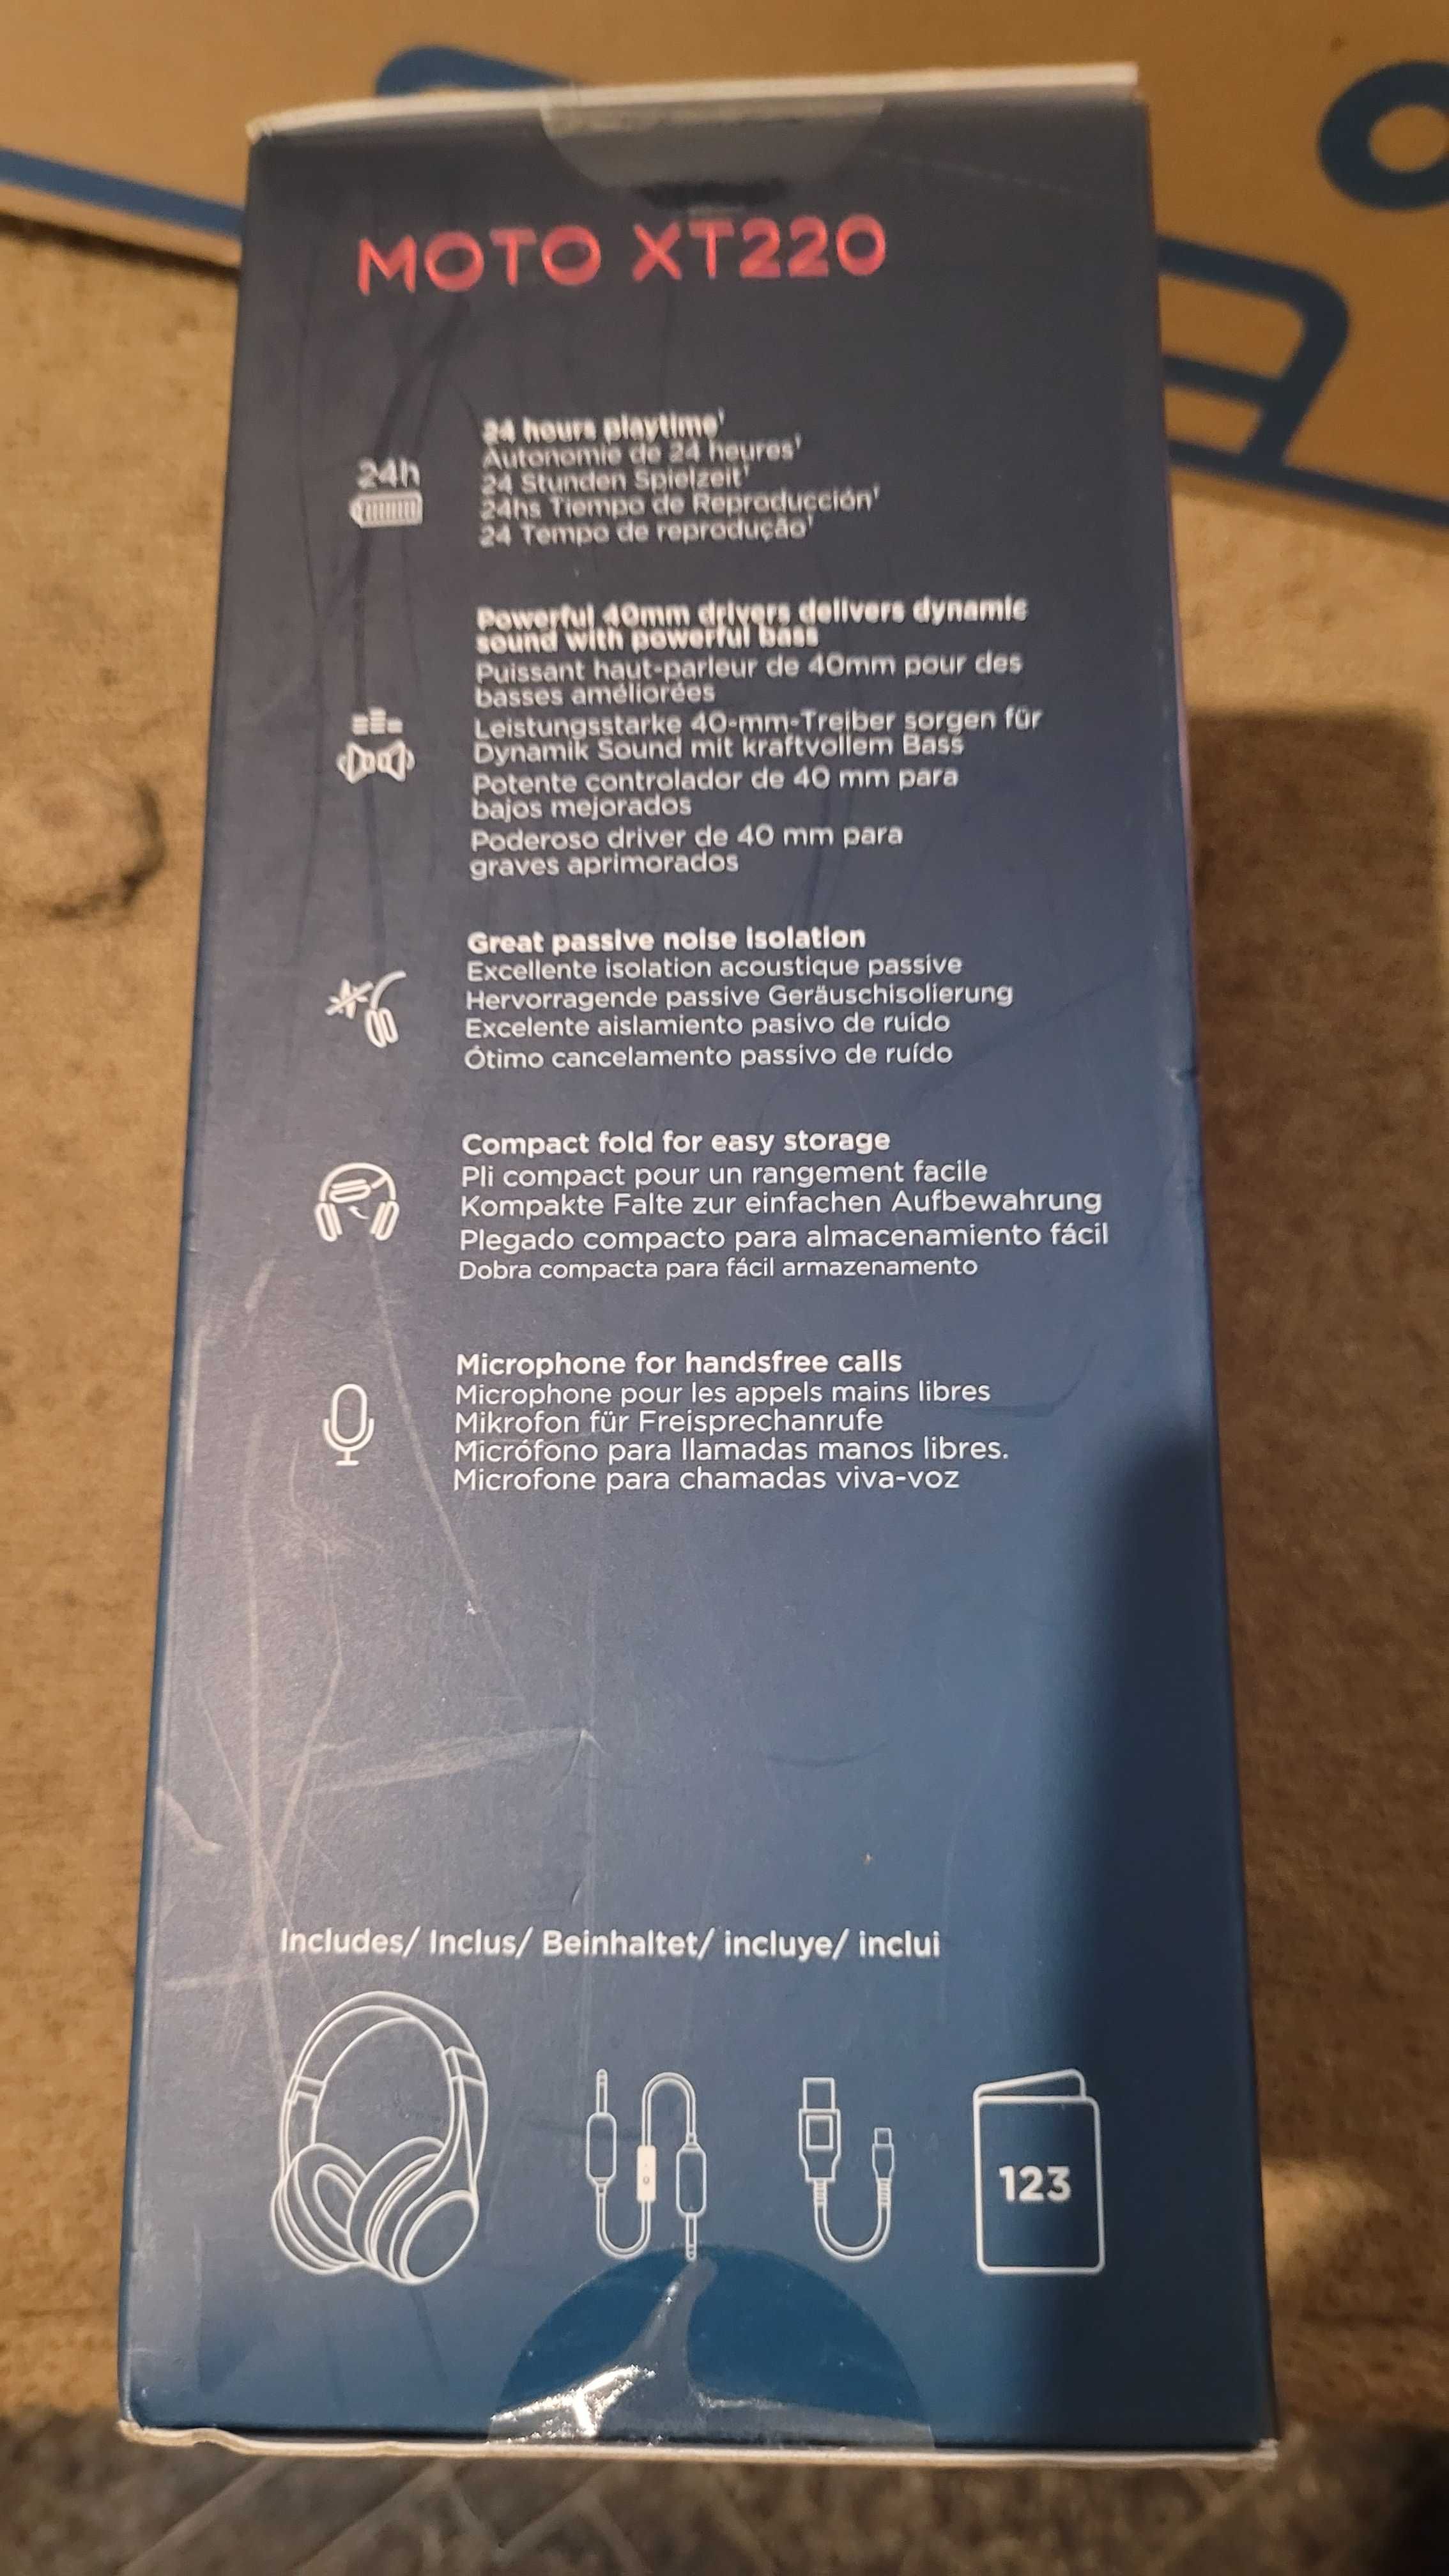 MOTO XT220
24h
24 hours playtime¹
Autonomie de 24 heures¹
24 Stunden Spielzeit¹
24hs Tiempo de Reproducción¹
24 Tempo de reprodução¹
Powerful 40mm drivers delivers dynamic
sound with powerful bass
Puissant haut-parleur de 40mm pour des
basses améliorées
Leistungsstarke 40-mm-Treiber sorgen für
Dynamik Sound mit kraftvollem Bass
Potente controlador de 40 mm para
bajos mejorados
Poderoso driver de 40 mm para
graves aprimorados
Great passive noise isolation
Excellente isolation acoustique passive
Hervorragende passive Geräuschisolierung
Excelente aislamiento pasivo de ruido
Ótimo cancelamento passivo de ruído
Compact fold for easy storage
Pli compact pour un rangement facile
Kompakte Falte zur einfachen Aufbewahrung
Plegado compacto para almacenamiento fácil
Dobra compacta para fácil armazenamento
Microphone for handsfree calls
Microphone pour les appels mains libres
Mikrofon für Freisprechanrufe
Micrófono para llamadas manos libres.
Microfone para chamadas viva-voz
Includes/ Inclus/ Beinhaltet/ incluye/ inclui
123